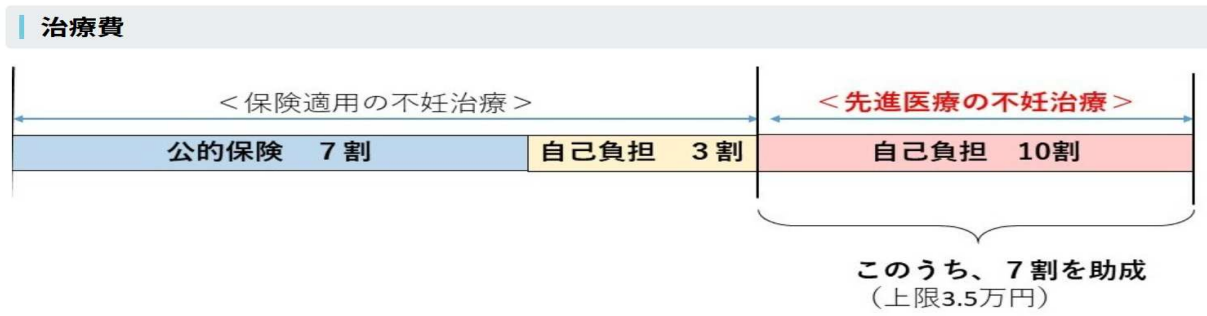 治療費
＜保険適用の不妊治療＞
＜先進医療の不妊治療＞
公的保険　７割
自己負担　３割
自己負担　10割
このうち、７割を助成
（上限3.5万円）